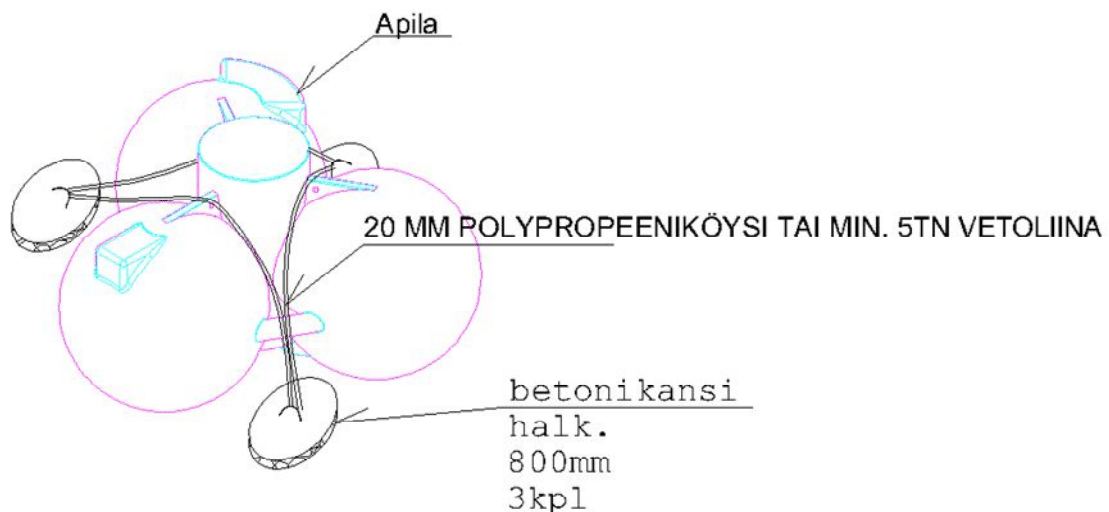 Apila
20 MM POLYPROPEENIKÖYSI TAI MIN. 5TN VETOLIINA
betonikansi
halk.
800mm
3kpl